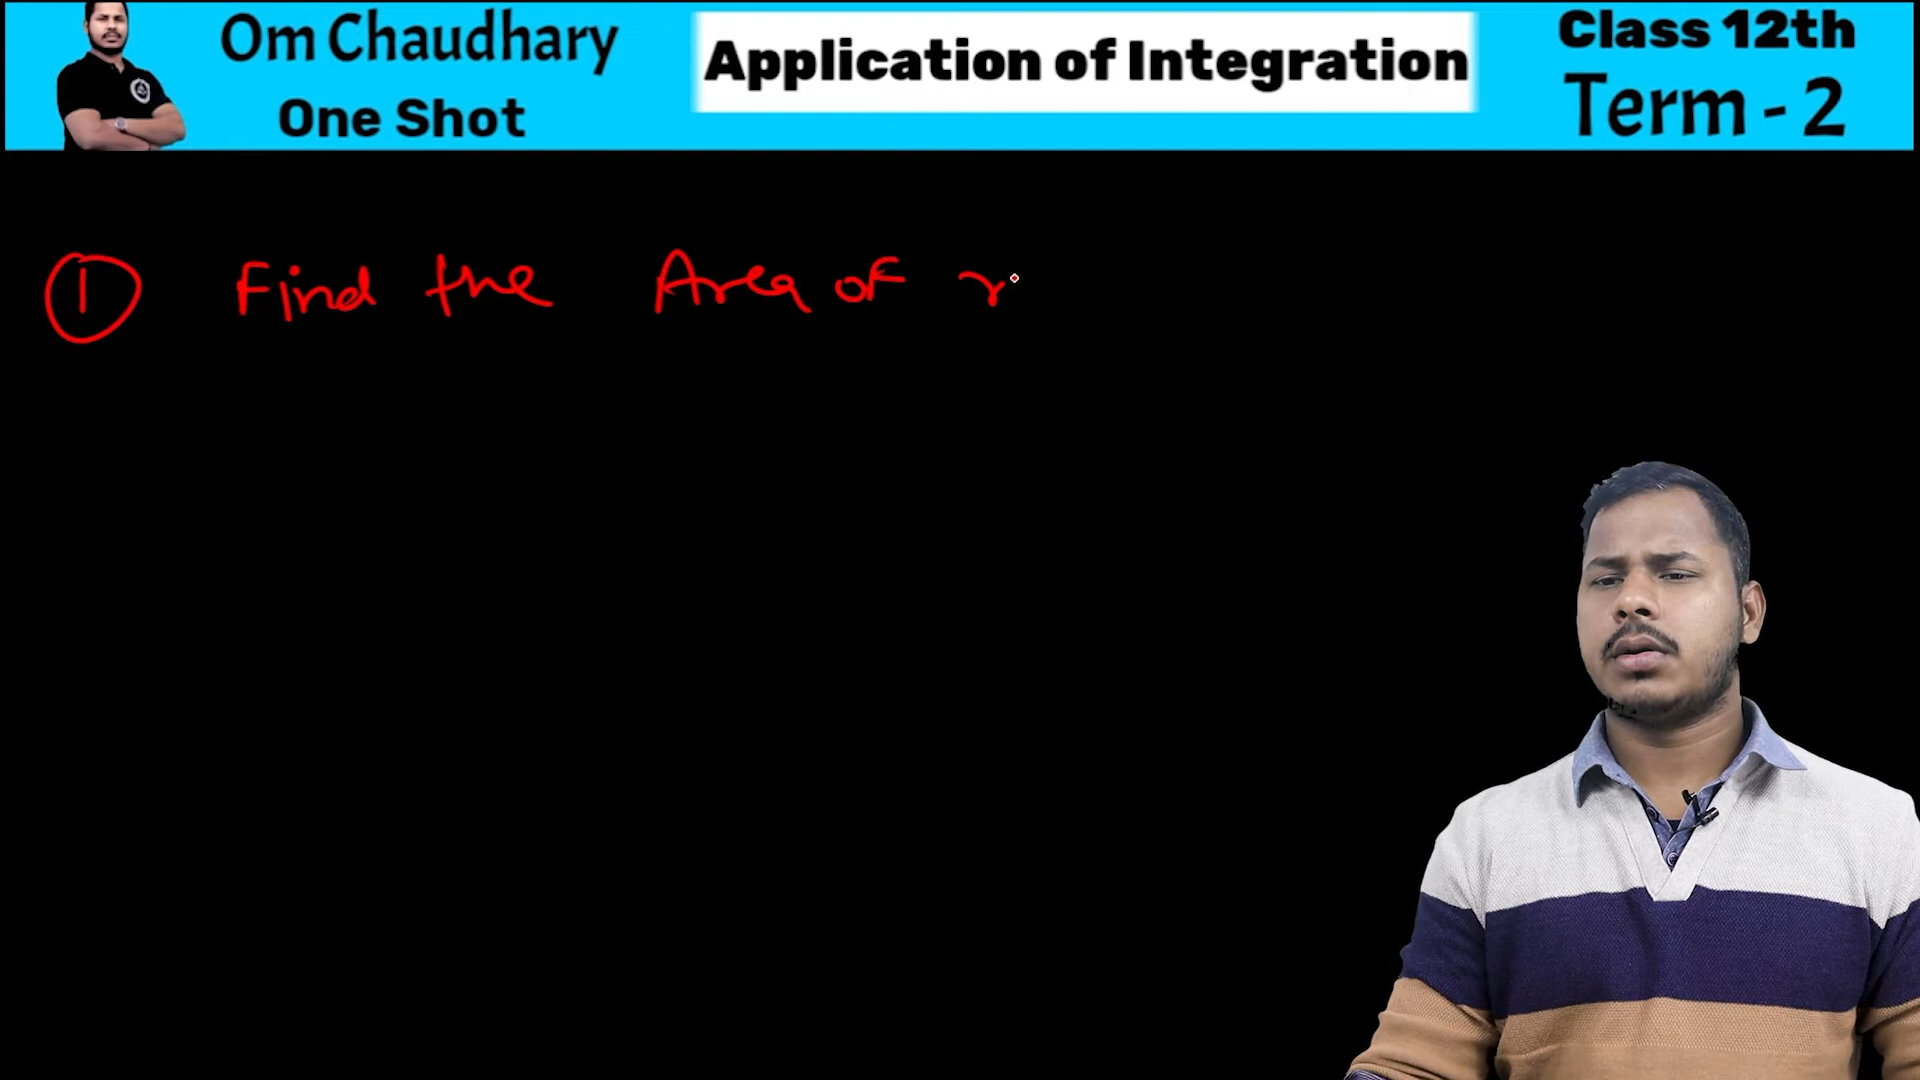 Om Chaudhary
One Shot
Application of Integration
Class 12th
Term - 2
① Find the Area of r